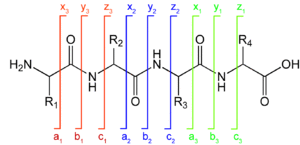 x₃ y₃ z₃ x₂ y₂ z₂ x₁ y₁ z₁
O R₂ O R₄
H₂N N H N H OH
R₁ H O R₃ N H O
a₁ b₁ c₁ a₂ b₂ c₂ a₃ b₃ c₃